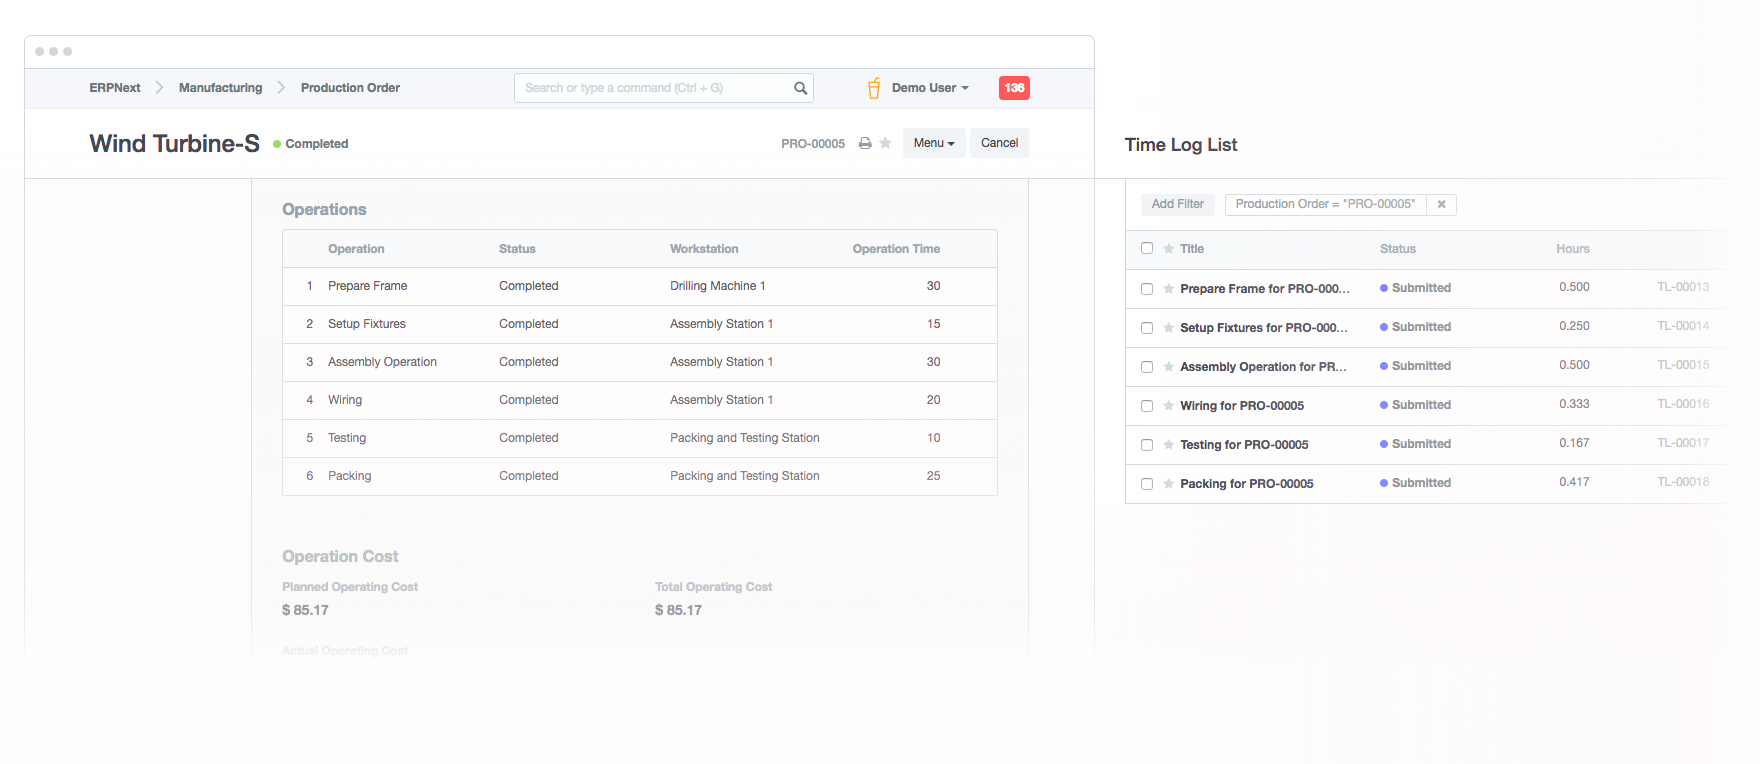 ERPNext Manufacturing Production Order Search or type a command (Ctrl + G) Demo User 136
Wind Turbine-S Completed PRO-00005 Menu Cancel
Operations
Operation Status Workstation Operation Time
1 Prepare Frame Completed Drilling Machine 1 30
2 Setup Fixtures Completed Assembly Station 1 15
3 Assembly Operation Completed Assembly Station 1 30
4 Wiring Completed Assembly Station 1 20
5 Testing Completed Packing and Testing Station 10
6 Packing Completed Packing and Testing Station 25
Operation Cost
Planned Operating Cost Total Operating Cost
$ 85.17 $ 85.17
Actual Operating Cost
Time Log List
Add Filter Production Order = "PRO-00005"
Title Status Hours
Prepare Frame for PRO-000... Submitted 0.500 TL-00013
Setup Fixtures for PRO-000... Submitted 0.250 TL-00014
Assembly Operation for PR... Submitted 0.500 TL-00015
Wiring for PRO-00005 Submitted 0.333 TL-00016
Testing for PRO-00005 Submitted 0.167 TL-00017
Packing for PRO-00005 Submitted 0.417 TL-00018